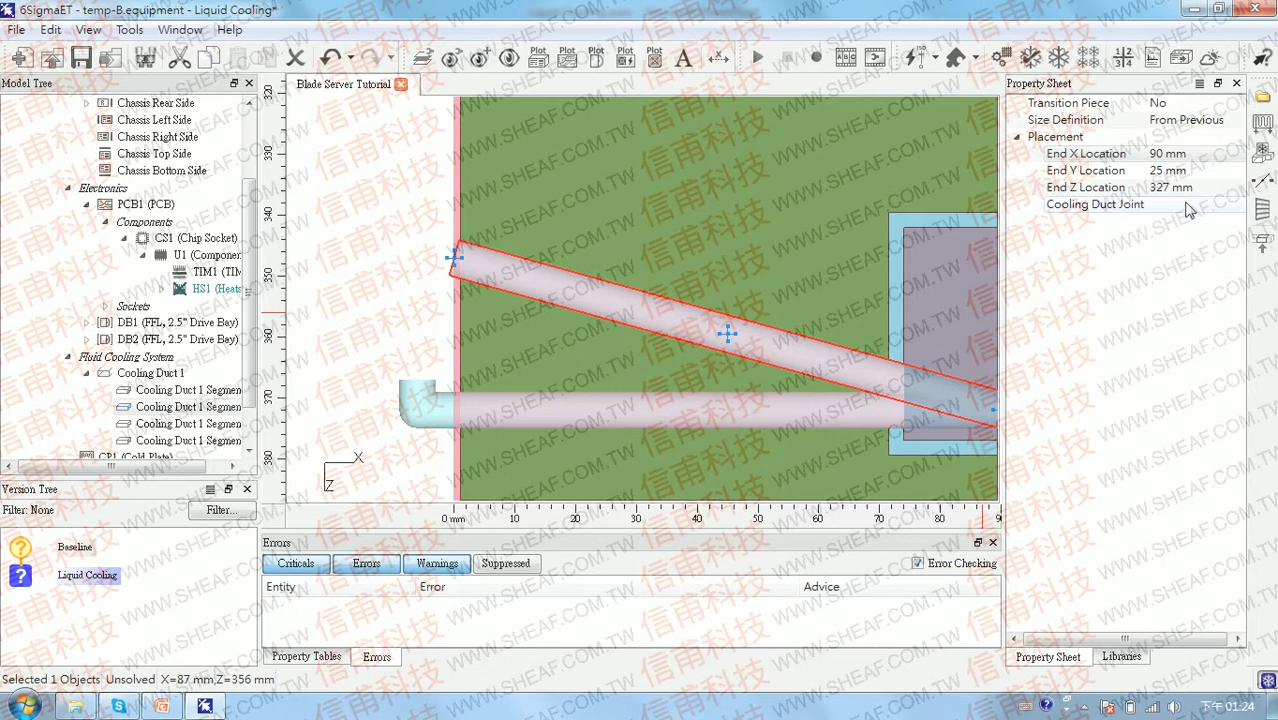 6SigmaET - temp-B.equipment - Liquid Cooling*
File Edit View Tools Window Help
Plot Plot Plot Plot Plot
Model Tree
Chassis Rear Side
Chassis Left Side
Chassis Right Side
Chassis Top Side
Chassis Bottom Side
Electronics
PCB1 (PCB)
Components
CS1 (Chip Socket)
U1 (Componen
TIM1 (TIM
HS1 (Heats
Sockets
DB1 (FFL, 2.5" Drive Bay)
DB2 (FFL, 2.5" Drive Bay)
Fluid Cooling System
Cooling Duct 1
Cooling Duct 1 Segmen
Cooling Duct 1 Segmen
Cooling Duct 1 Segmen
Cooling Duct 1 Segmen
CP1 (Cold Plate)
Version Tree
Filter: None
Filter...
Baseline
Liquid Cooling
Blade Server Tutorial
X
Z
0 mm 10 20 30 40 50 60 70 80 90
Errors
Criticals Errors Warnings Suppressed
Error Checking
Entity Error Advice
Property Tables Errors
Property Sheet
Transition Piece No
Size Definition From Previous
Placement
End X Location 90 mm
End Y Location 25 mm
End Z Location 327 mm
Cooling Duct Joint
Property Sheet Libraries
Selected 1 Objects Unsolved X=87 mm,Z=356 mm
下午 01:24
信甫科技 WWW.SHEAF.COM.TW